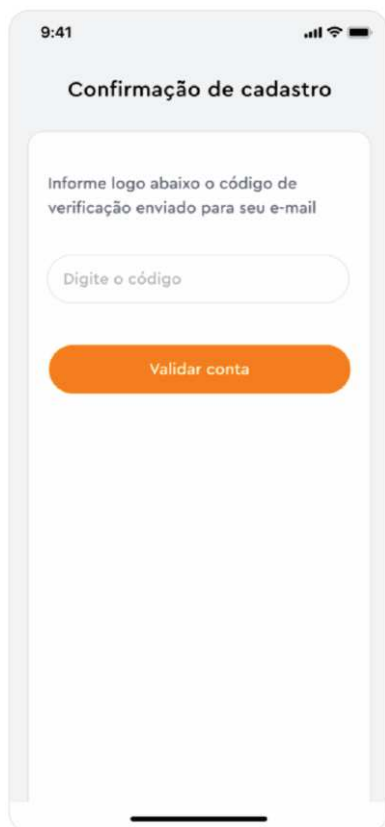 9:41
Confirmação de cadastro
Informe logo abaixo o código de
verificação enviado para seu e-mail
Digite o código
Validar conta